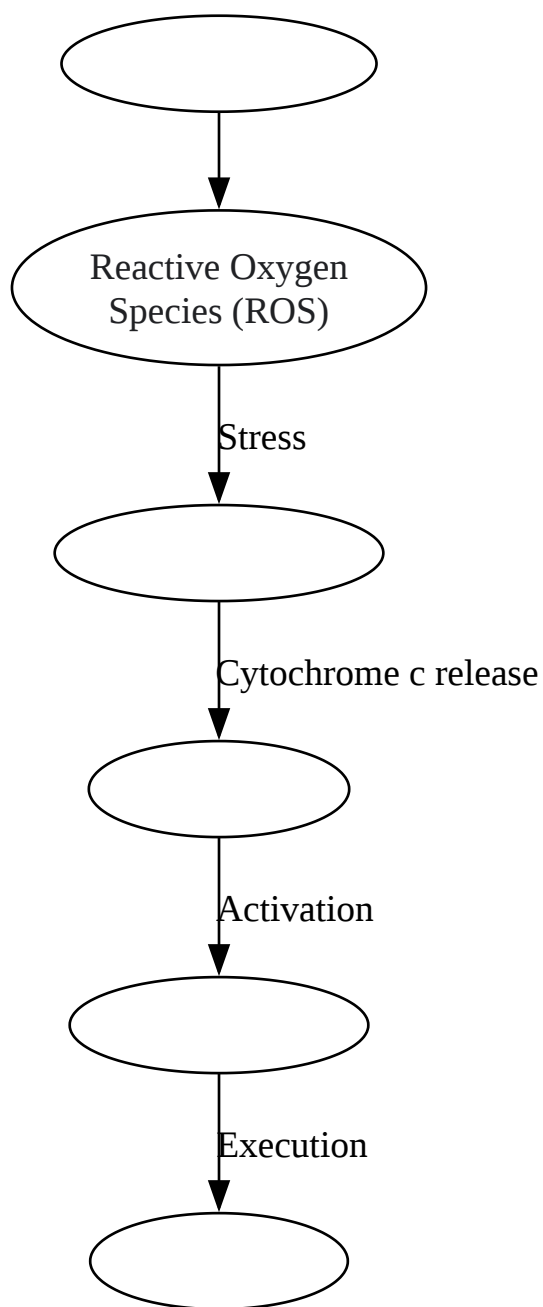 Reactive Oxygen
Species (ROS)
Stress
Cytochrome c release
Activation
Execution